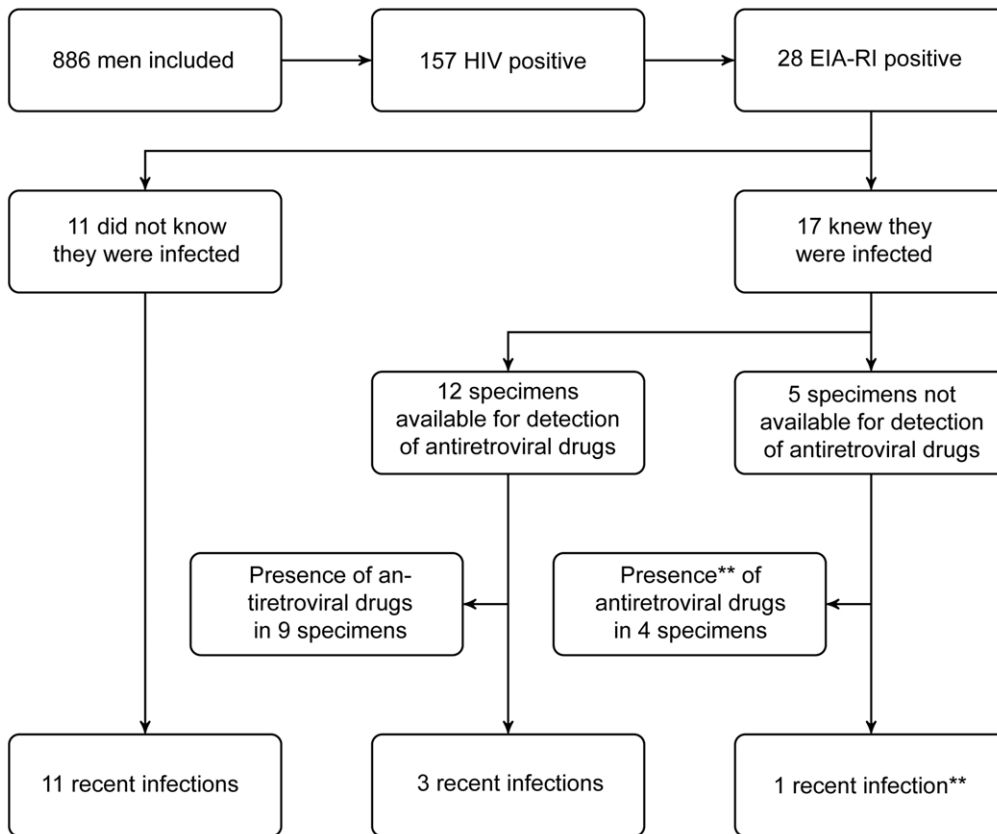 886 men included
157 HIV positive
28 EIA-RI positive
11 did not know
they were infected
17 knew they
were infected
12 specimens
available for detection
of antiretroviral drugs
5 specimens not
available for detection
of antiretroviral drugs
Presence of an-
tiretroviral drugs
in 9 specimens
Presence** of
antiretroviral drugs
in 4 specimens
11 recent infections
3 recent infections
1 recent infection**